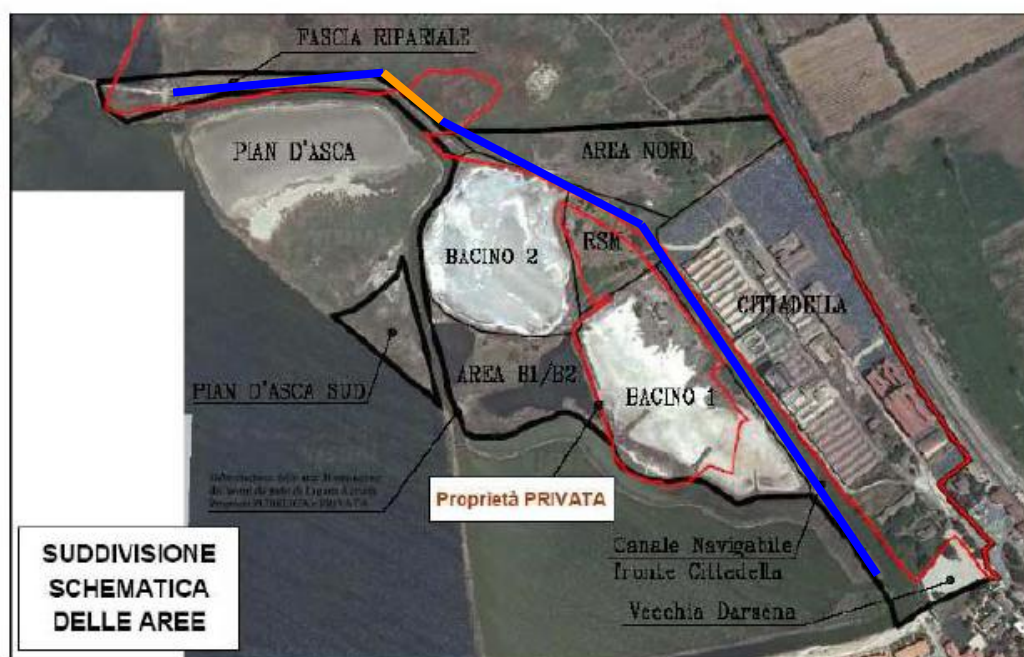 FASCIA RIPARIALE
PIAN D'ASCA
AREA NORD
BACINO 2
RSM
CITTADELLA
PIAN D'ASCA SUD
AREA B1/B2
BACINO 1
Proprietà PRIVATA
Canale Navigabile
fronte Cittadella
Vecchia Darsena
SUDDIVISIONE
SCHEMATICA
DELLE AREE